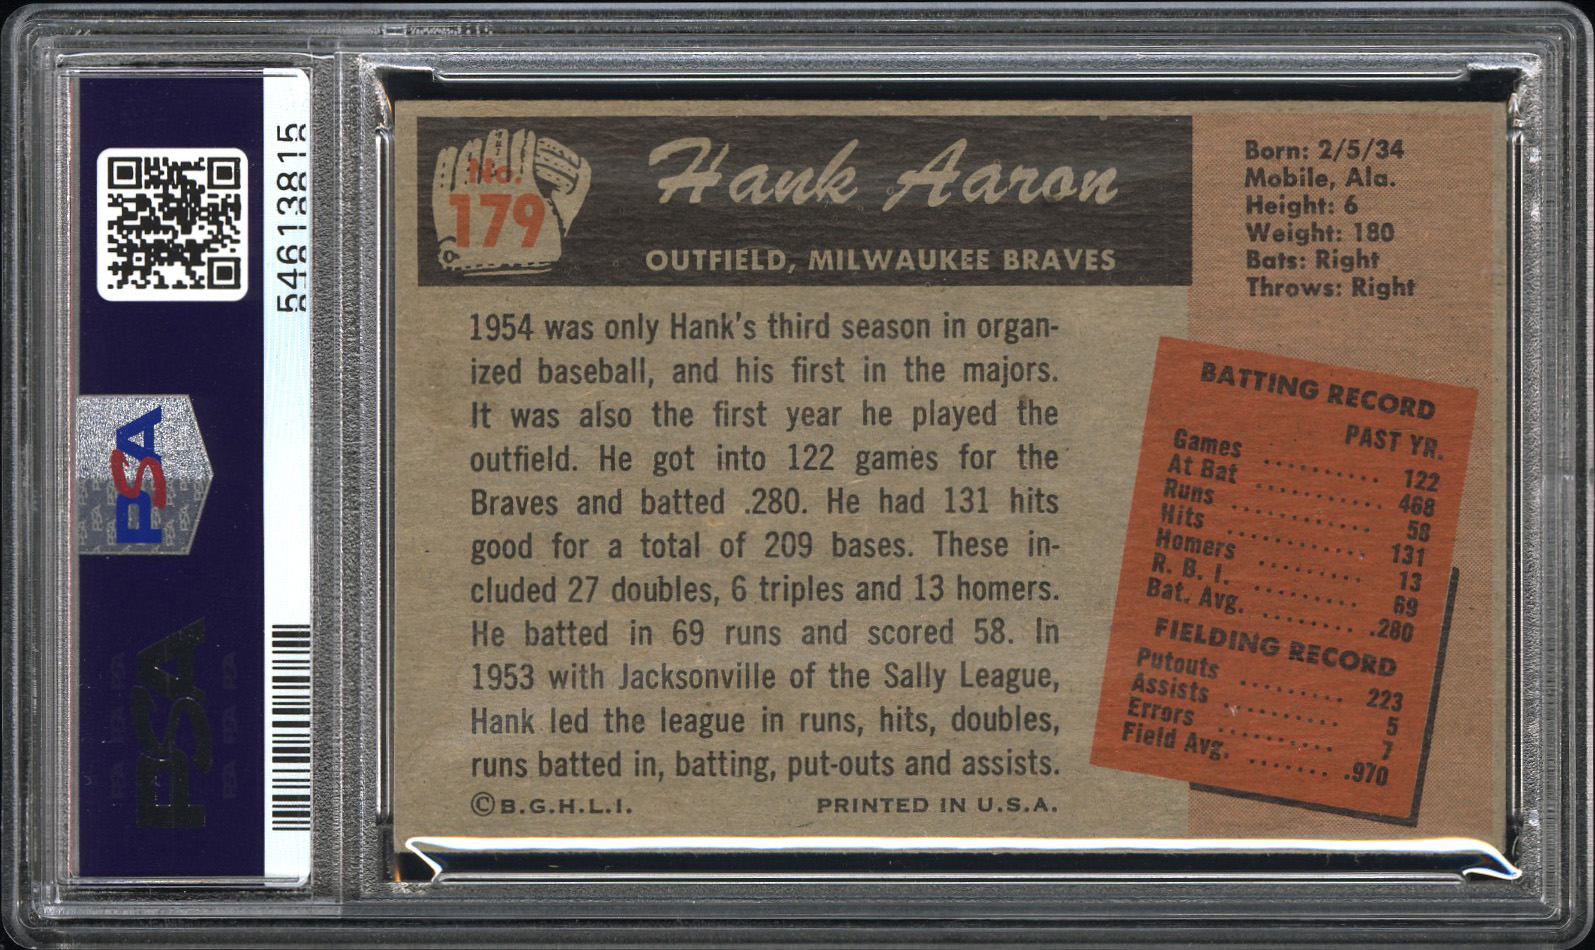 54613815
PSA
PSA
No.
179
Hank Aaron
OUTFIELD, MILWAUKEE BRAVES
Born: 2/5/34
Mobile, Ala.
Height: 6
Weight: 180
Bats: Right
Throws: Right
1954 was only Hank's third season in organ-
ized baseball, and his first in the majors.
It was also the first year he played the
outfield. He got into 122 games for the
Braves and batted .280. He had 131 hits
good for a total of 209 bases. These in-
cluded 27 doubles, 6 triples and 13 homers.
He batted in 69 runs and scored 58. In
1953 with Jacksonville of the Sally League,
Hank led the league in runs, hits, doubles,
runs batted in, batting, put-outs and assists.
©B.G.H.L.I. PRINTED IN U.S.A.
BATTING RECORD
PAST YR.
Games ......... 122
At Bat ......... 468
Runs ............ 58
Hits ............ 131
Homers ......... 13
R. B. I. ......... 69
Bat. Avg. ......... .280
FIELDING RECORD
Putouts ......... 223
Assists ......... 5
Errors ......... 7
Field Avg. ....... .970